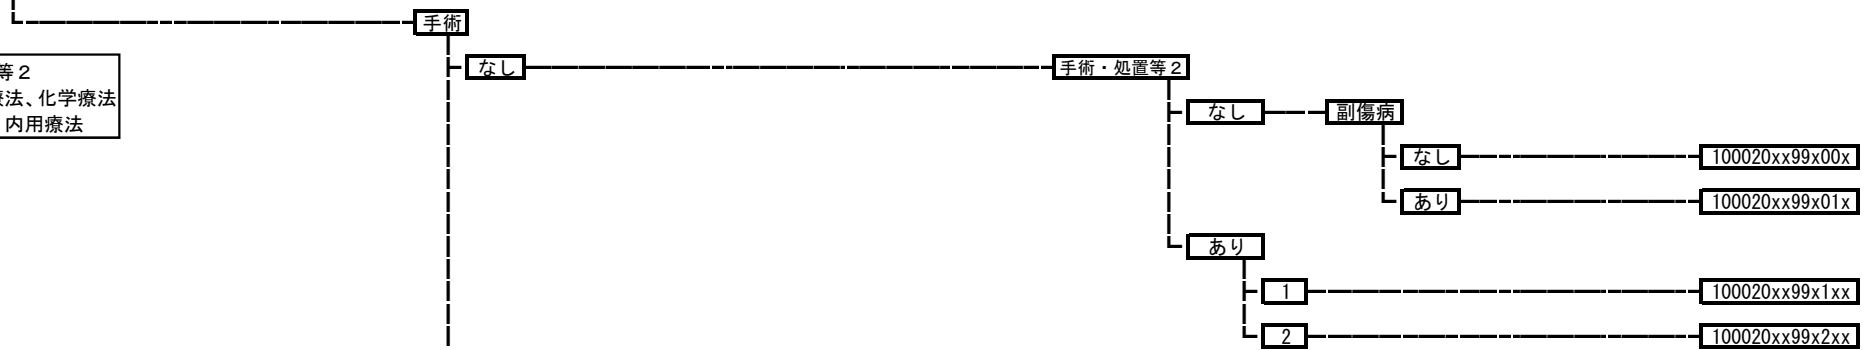 手術
なし
手術・処置等２
等２
療法、化学療法
内用療法
なし
副傷病
なし
100020xx99x00x
あり
100020xx99x01x
あり
1
100020xx99x1xx
2
100020xx99x2xx